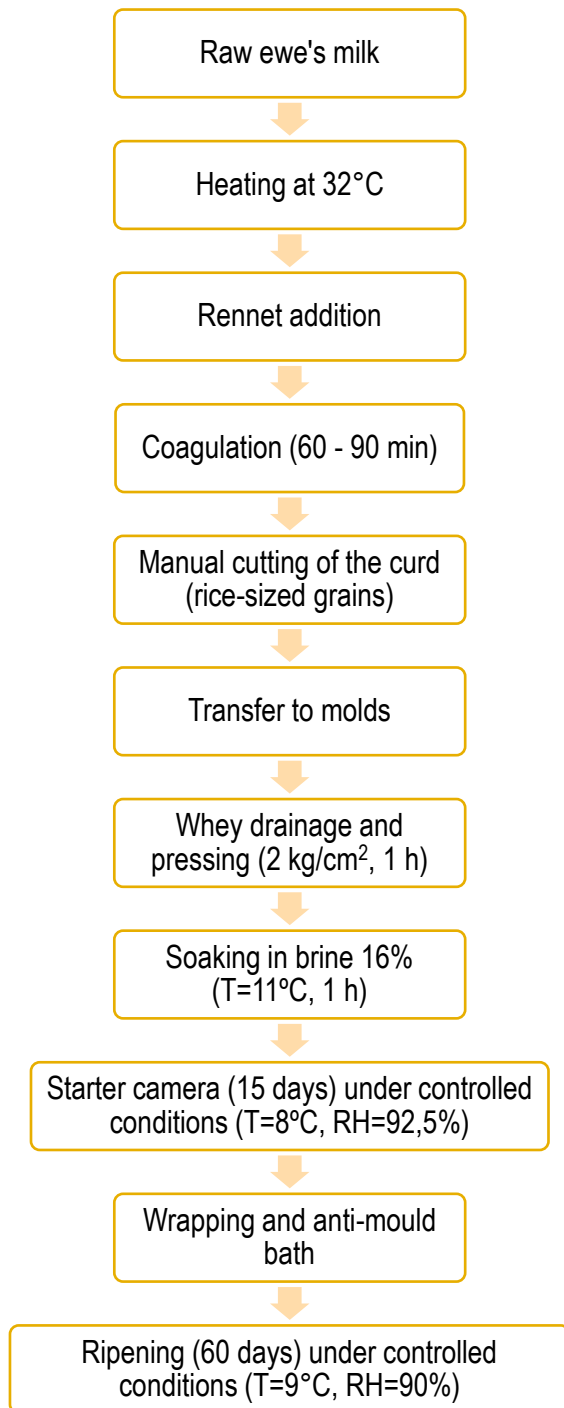 Raw ewe's milk
Heating at 32°C
Rennet addition
Coagulation (60 - 90 min)
Manual cutting of the curd
(rice-sized grains)
Transfer to molds
Whey drainage and
pressing (2 kg/cm², 1 h)
Soaking in brine 16%
(T=11ºC, 1 h)
Starter camera (15 days) under controlled
conditions (T=8ºC, RH=92,5%)
Wrapping and anti-mould
bath
Ripening (60 days) under controlled
conditions (T=9°C, RH=90%)